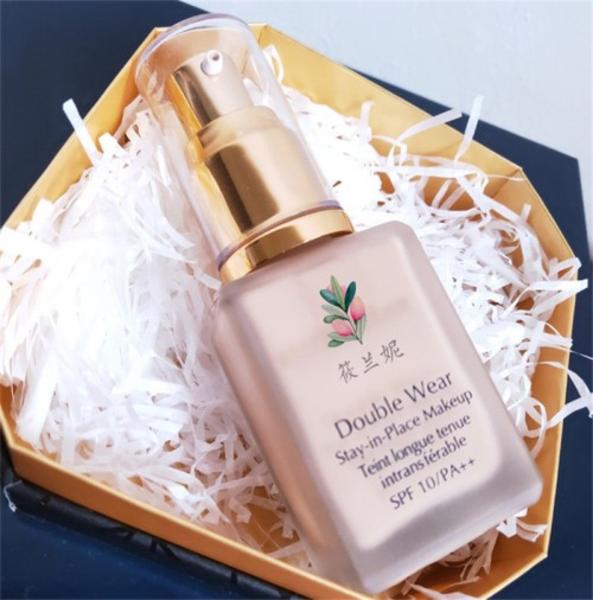 筱兰妮
Double Wear
Stay-in-Place Makeup
Teint longue tenue
intransférable
SPF 10/PA++